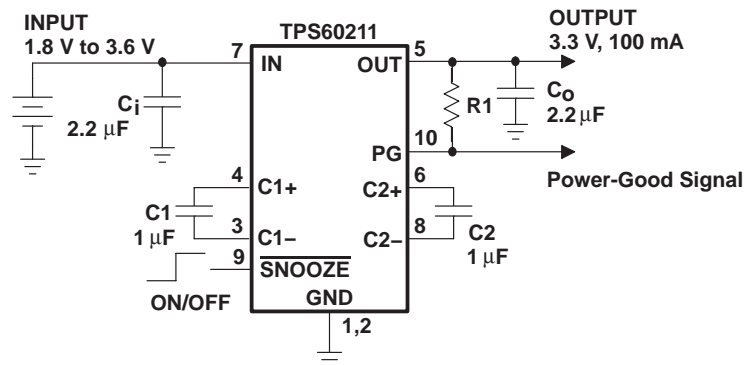 INPUT
1.8 V to 3.6 V
TPS60211
OUTPUT
3.3 V, 100 mA
7
IN
OUT
5
Ci
2.2 μF
R1
Co
2.2 μF
10
PG
Power-Good Signal
4
C1+
C2+
6
C1
1 μF
3
C1−
C2−
8
C2
1 μF
9
SNOOZE
ON/OFF
GND
1,2